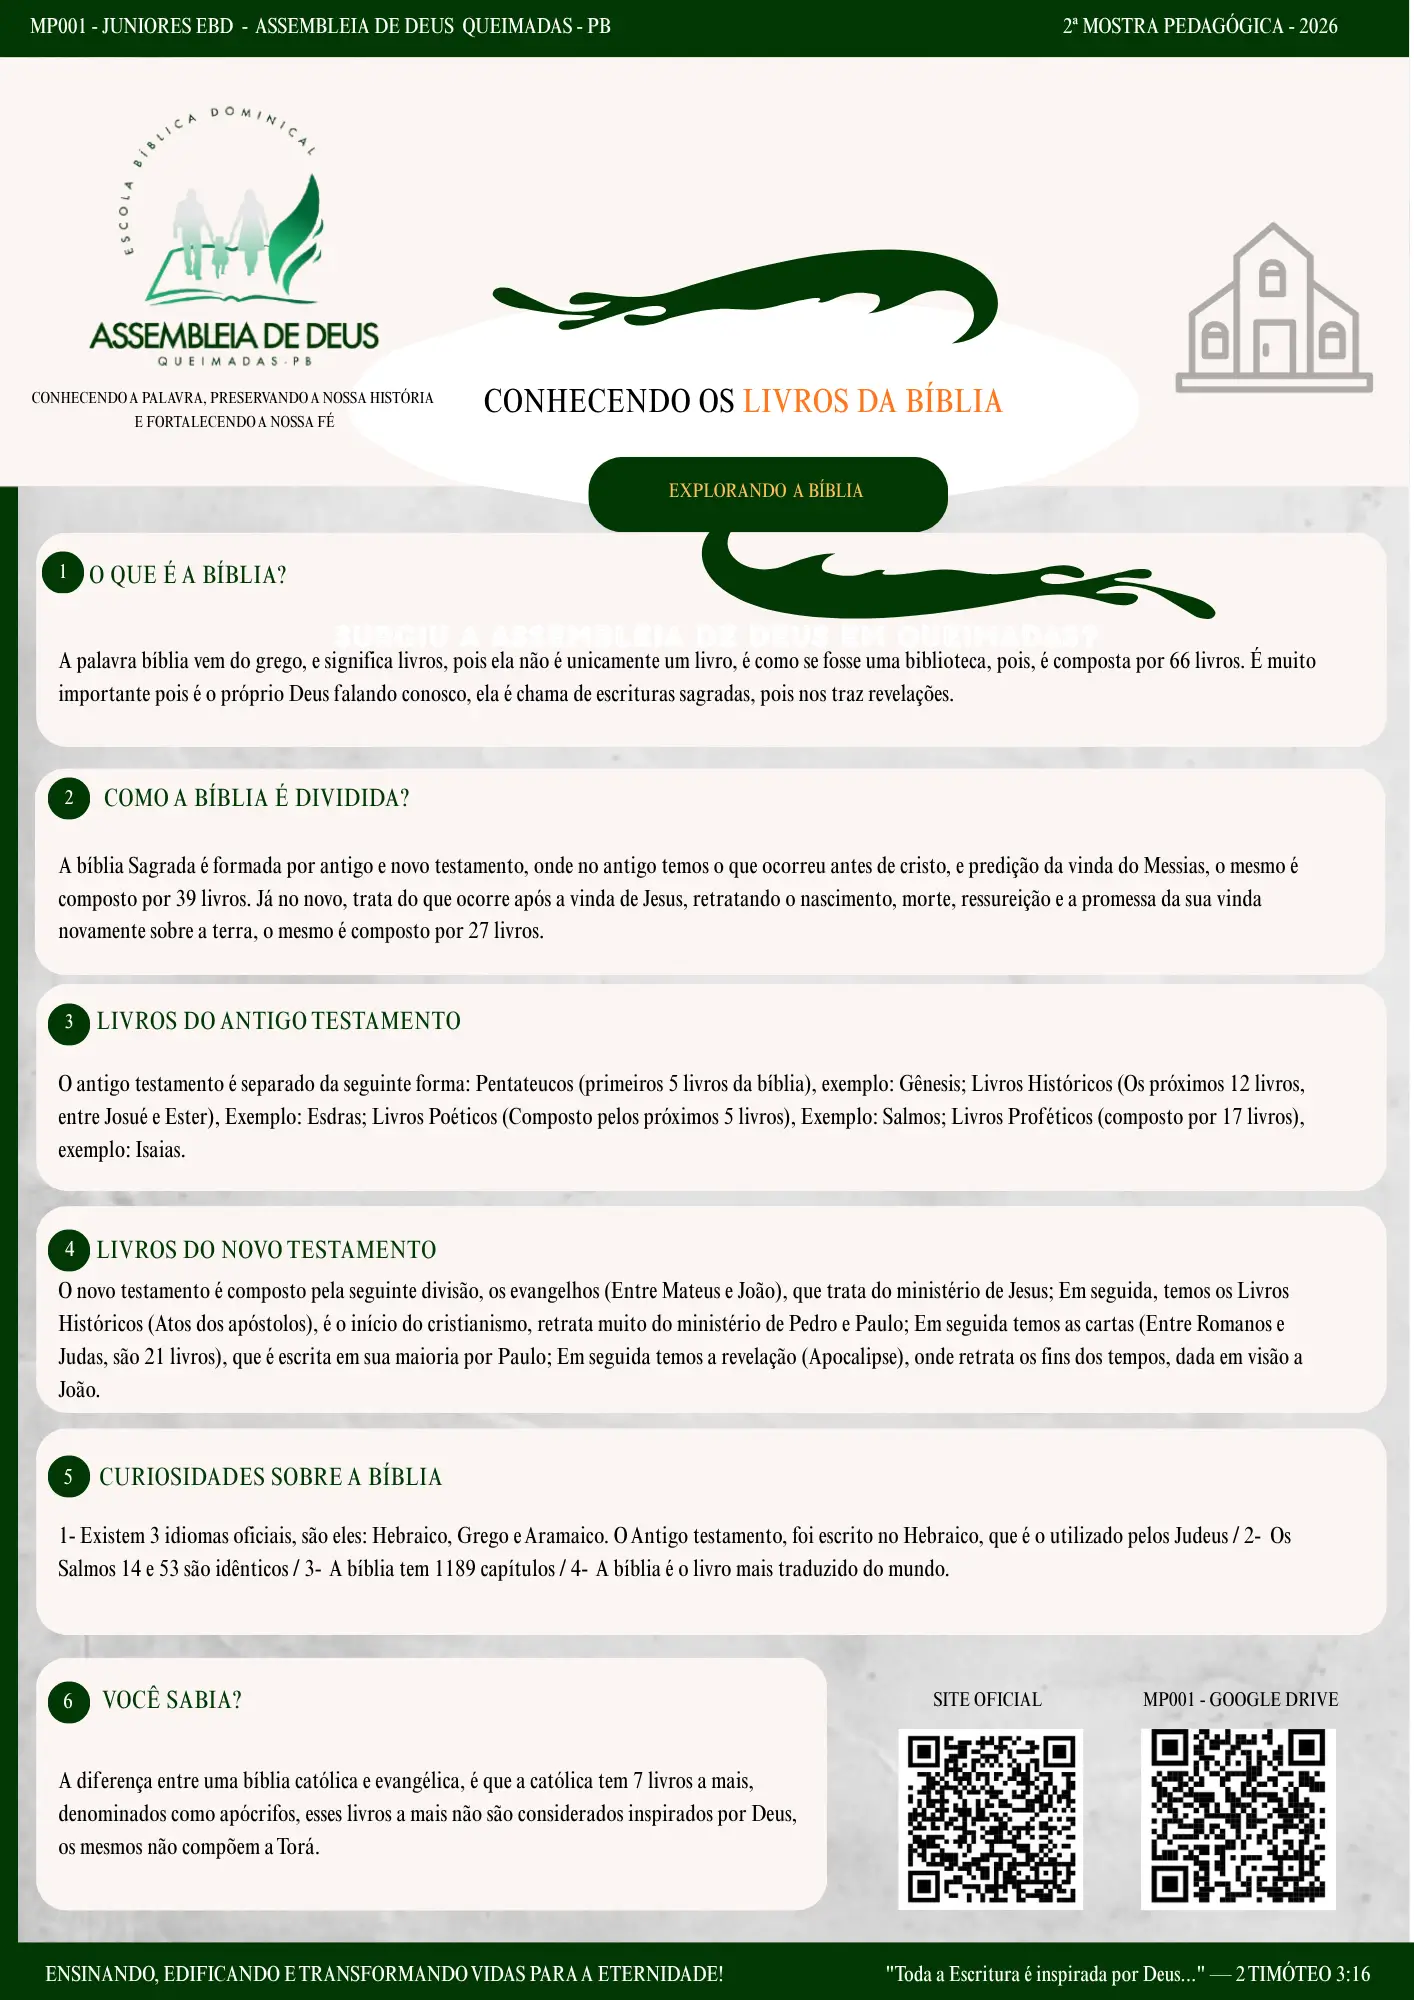 MP001 - JUNIORES EBD - ASSEMBLEIA DE DEUS QUEIMADAS - PB
2ª MOSTRA PEDAGÓGICA - 2026
ESCOLA BÍBLICA DOMINICAL
ASSEMBLEIA DE DEUS
QUEIMADAS-PB
CONHECENDO A PALAVRA, PRESERVANDO A NOSSA HISTÓRIA
E FORTALECENDO A NOSSA FÉ
CONHECENDO OS LIVROS DA BÍBLIA
EXPLORANDO A BÍBLIA
1 O QUE É A BÍBLIA?
SURGIU A ASSEMBLEIA DE DEUS EM QUEIMADAS?
A palavra bíblia vem do grego, e significa livros, pois ela não é unicamente um livro, é como se fosse uma biblioteca, pois, é composta por 66 livros. É muito
importante pois é o próprio Deus falando conosco, ela é chama de escrituras sagradas, pois nos traz revelações.
2 COMO A BÍBLIA É DIVIDIDA?
A bíblia Sagrada é formada por antigo e novo testamento, onde no antigo temos o que ocorreu antes de cristo, e predição da vinda do Messias, o mesmo é
composto por 39 livros. Já no novo, trata do que ocorre após a vinda de Jesus, retratando o nascimento, morte, ressureição e a promessa da sua vinda
novamente sobre a terra, o mesmo é composto por 27 livros.
3 LIVROS DO ANTIGO TESTAMENTO
O antigo testamento é separado da seguinte forma: Pentateucos (primeiros 5 livros da bíblia), exemplo: Gênesis; Livros Históricos (Os próximos 12 livros,
entre Josué e Ester), Exemplo: Esdras; Livros Poéticos (Composto pelos próximos 5 livros), Exemplo: Salmos; Livros Proféticos (composto por 17 livros),
exemplo: Isaias.
4 LIVROS DO NOVO TESTAMENTO
O novo testamento é composto pela seguinte divisão, os evangelhos (Entre Mateus e João), que trata do ministério de Jesus; Em seguida, temos os Livros
Históricos (Atos dos apóstolos), é o início do cristianismo, retrata muito do ministério de Pedro e Paulo; Em seguida temos as cartas (Entre Romanos e
Judas, são 21 livros), que é escrita em sua maioria por Paulo; Em seguida temos a revelação (Apocalipse), onde retrata os fins dos tempos, dada em visão a
João.
5 CURIOSIDADES SOBRE A BÍBLIA
1- Existem 3 idiomas oficiais, são eles: Hebraico, Grego e Aramaico. O Antigo testamento, foi escrito no Hebraico, que é o utilizado pelos Judeus / 2- Os
Salmos 14 e 53 são idênticos / 3- A bíblia tem 1189 capítulos / 4- A bíblia é o livro mais traduzido do mundo.
6 VOCÊ SABIA?
A diferença entre uma bíblia católica e evangélica, é que a católica tem 7 livros a mais,
denominados como apócrifos, esses livros a mais não são considerados inspirados por Deus,
os mesmos não compõem a Torá.
SITE OFICIAL
MP001 - GOOGLE DRIVE
ENSINANDO, EDIFICANDO E TRANSFORMANDO VIDAS PARA A ETERNIDADE!
"Toda a Escritura é inspirada por Deus..." — 2 TIMÓTEO 3:16